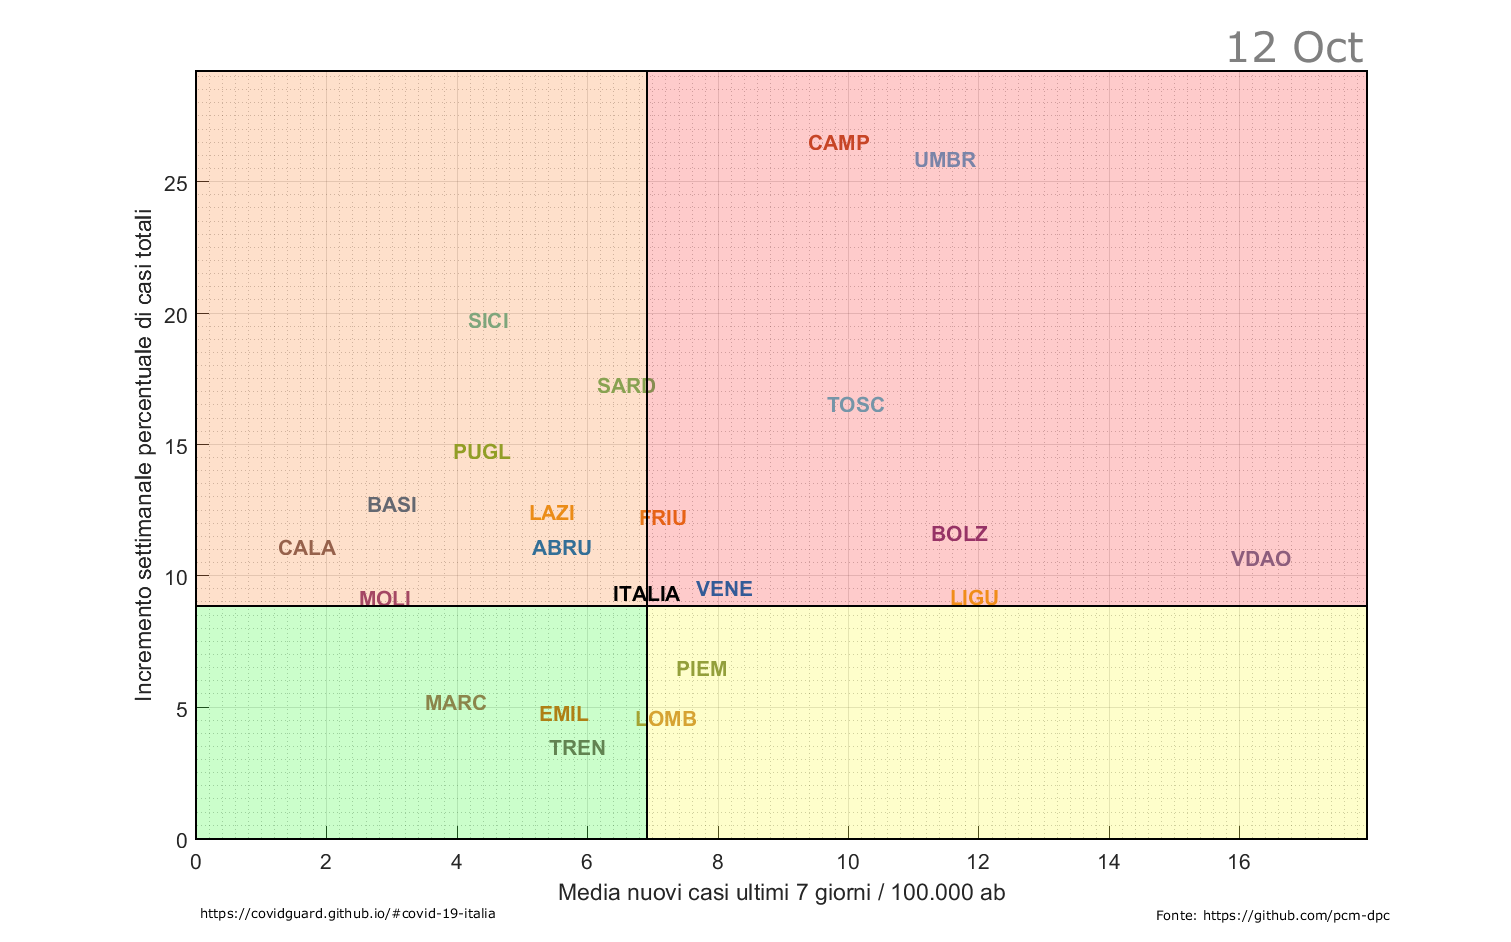 12 Oct
Incremento settimanale percentuale di casi totali
25
20
15
10
5
0
CAMP
UMBR
SICI
SARD
TOSC
PUGL
BASI
LAZI
FRIU
BOLZ
CALA
ABRU
VDAO
MOLI
ITALIA
VENE
LIGU
PIEM
MARC
EMIL
LOMB
TREN
0 2 4 6 8 10 12 14 16
Media nuovi casi ultimi 7 giorni / 100.000 ab
https://covidguard.github.io/#covid-19-italia
Fonte: https://github.com/pcm-dpc